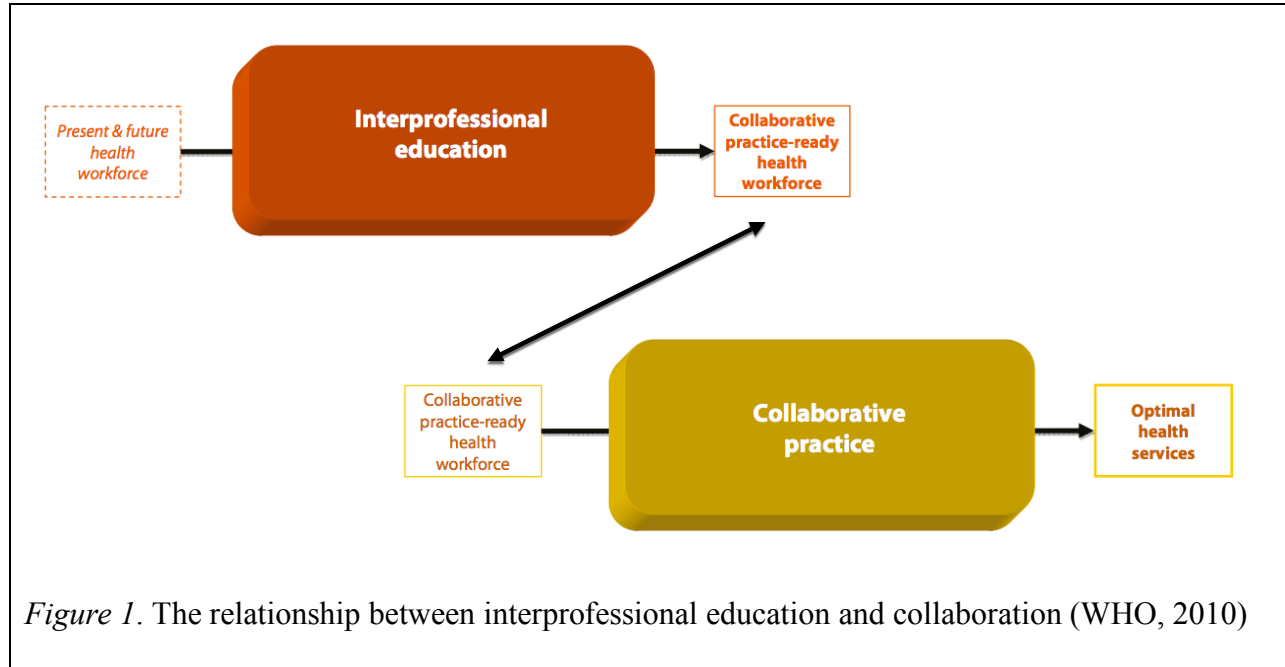 Present & future
health
workforce
Interprofessional
education
Collaborative
practice-ready
health
workforce
Collaborative
practice-ready
health
workforce
Collaborative
practice
Optimal
health
services
Figure 1. The relationship between interprofessional education and collaboration (WHO, 2010)